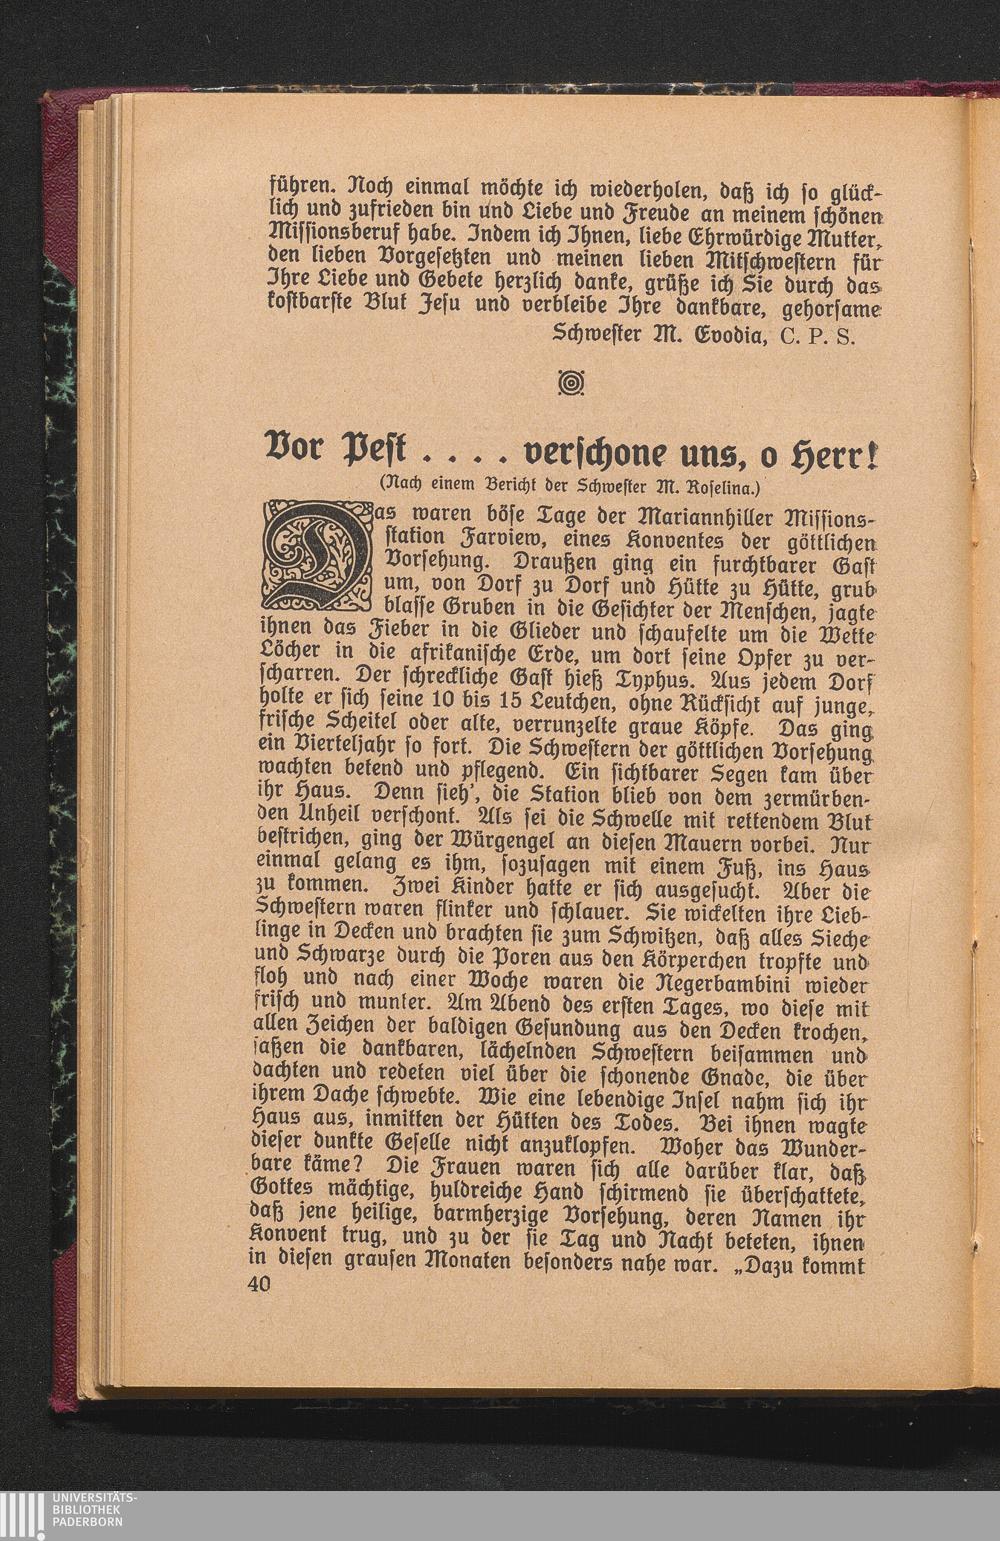 führen. Noch einmal möchte ich wiederholen, daß ich so glück-
lich und zufrieden bin und Liebe und Freude an meinem schönen
Missionsberuf habe. Indem ich Ihnen, liebe Ehrwürdige Mutter,
den lieben Vorgesetzten und meinen lieben Mitschwestern für
Ihre Liebe und Gebete herzlich danke, grüße ich Sie durch das
kostbarste Blut Jesu und verbleibe Ihre dankbare, gehorsame
Schwester M. Evodia, C. P. S.
Vor Pest . . . . verschone uns, o Herr!
(Nach einem Bericht der Schwester M. Roselina.)
Das waren böse Tage der Mariannhiller Missions-
station Farview, eines Konventes der göttlichen
Vorsehung. Draußen ging ein furchtbarer Gast
um, von Dorf zu Dorf und Hütte zu Hütte, grub
blasse Gruben in die Gesichter der Menschen, jagte
ihnen das Fieber in die Glieder und schaufelte um die Wette
Löcher in die afrikanische Erde, um dort seine Opfer zu ver-
scharren. Der schreckliche Gast hieß Typhus. Aus jedem Dorf
holte er sich seine 10 bis 15 Leutchen, ohne Rücksicht auf junge,
frische Scheitel oder alte, verrunzelte graue Köpfe. Das ging
ein Vierteljahr so fort. Die Schwestern der göttlichen Vorsehung
wachten betend und pflegend. Ein sichtbarer Segen kam über
ihr Haus. Denn sieh', die Station blieb von dem zermürben-
den Unheil verschont. Als sei die Schwelle mit rettendem Blut
bestrichen, ging der Würgengel an diesen Mauern vorbei. Nur
einmal gelang es ihm, sozusagen mit einem Fuß, ins Haus
zu kommen. Zwei Kinder hatte er sich ausgesucht. Aber die
Schwestern waren flinker und schlauer. Sie wickelten ihre Lieb-
linge in Decken und brachten sie zum Schwitzen, daß alles Sieche
und Schwarze durch die Poren aus den Körperchen tropfte und
floh und nach einer Woche waren die Negerbambini wieder
frisch und munter. Am Abend des ersten Tages, wo diese mit
allen Zeichen der baldigen Gesundung aus den Decken krochen,
saßen die dankbaren, lächelnden Schwestern beisammen und
dachten und redeten viel über die schonende Gnade, die über
ihrem Dache schwebte. Wie eine lebendige Insel nahm sich ihr
Haus aus, inmitten der Hütten des Todes. Bei ihnen wagte
dieser dunkte Geselle nicht anzuklopfen. Woher das Wunder-
bare käme? Die Frauen waren sich alle darüber klar, daß
Gottes mächtige, huldreiche Hand schirmend sie überschattete,
daß jene heilige, barmherzige Vorsehung, deren Namen ihr
Konvent trug, und zu der sie Tag und Nacht beteten, ihnen
in diesen grausen Monaten besonders nahe war. „Dazu kommt
40
UNIVERSITÄTS-
BIBLIOTHEK
PADERBORN